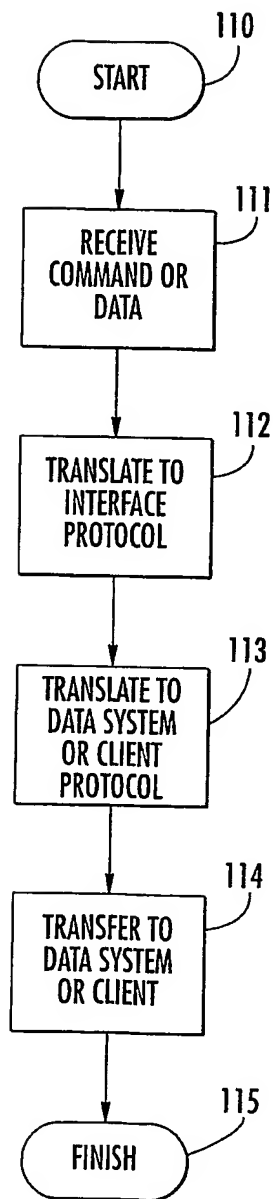 110
START
111
RECEIVE
COMMAND OR
DATA
112
TRANSLATE TO
INTERFACE
PROTOCOL
113
TRANSLATE TO
DATA SYSTEM
OR CLIENT
PROTOCOL
114
TRANSFER TO
DATA SYSTEM
OR CLIENT
115
FINISH